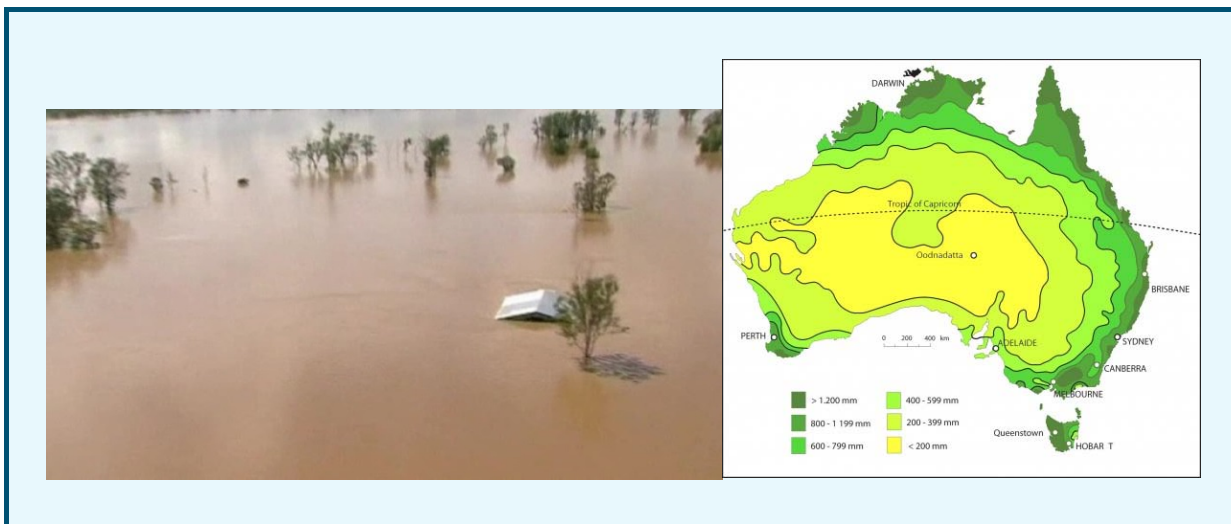 DARWIN
Tropic of Capricorn
Oodnadatta
BRISBANE
PERTH
0 200 400 km
ADELAIDE
SYDNEY
CANBERRA
MELBOURNE
> 1.200 mm
400 - 599 mm
800 - 1 199 mm
200 - 399 mm
600 - 799 mm
< 200 mm
Queenstown
HOBAR T